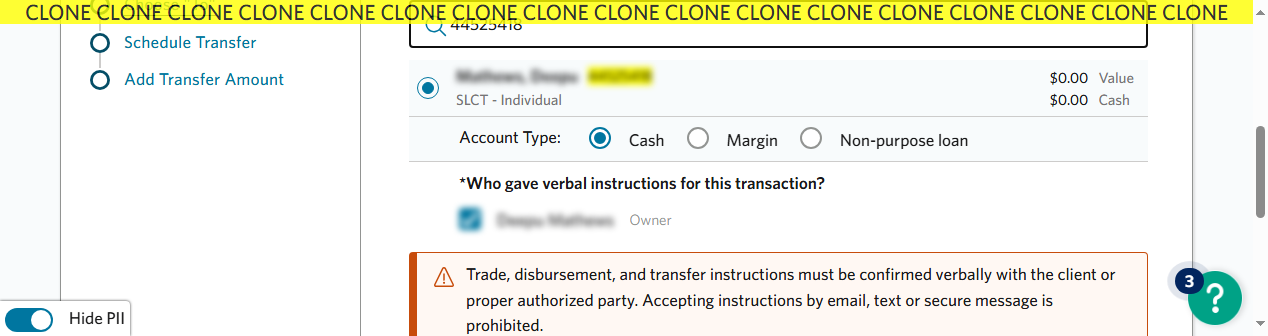 CLONE CLONE CLONE CLONE CLONE CLONE CLONE CLONE CLONE CLONE CLONE CLONE CLONE CLONE CLONE CLONE CLONE
44525418
Schedule Transfer
Add Transfer Amount
$0.00 Value
SLCT - Individual
$0.00 Cash
Account Type: Cash Margin Non-purpose loan
*Who gave verbal instructions for this transaction?
Owner
Trade, disbursement, and transfer instructions must be confirmed verbally with the client or
proper authorized party. Accepting instructions by email, text or secure message is
prohibited.
3
?
Hide PII